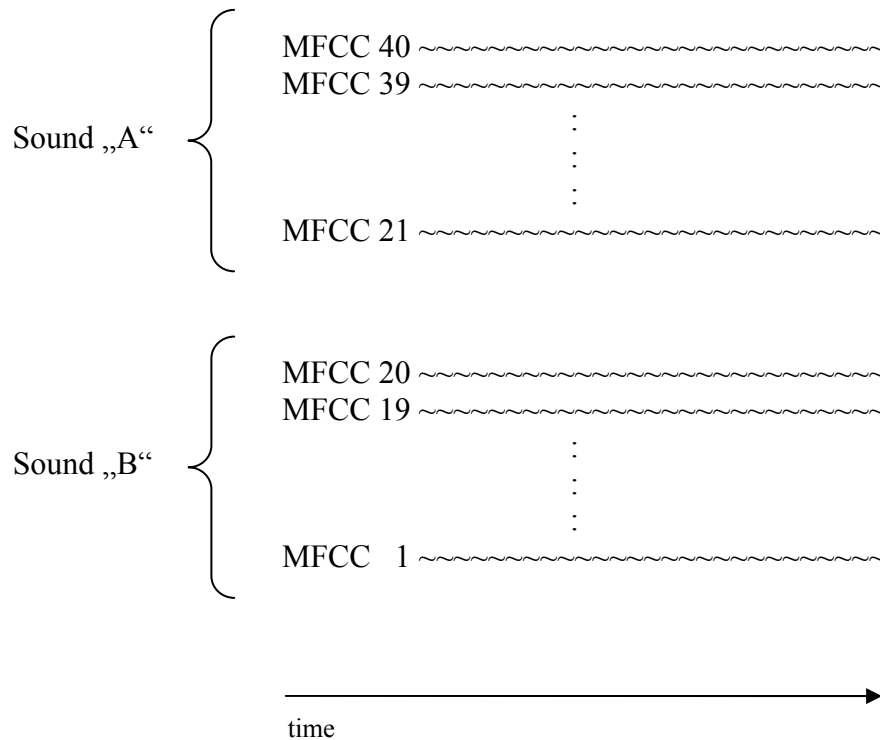 MFCC 40 ~~~~~~~~~~~~~~~~~~~~~~~~~~~
MFCC 39 ~~~~~~~~~~~~~~~~~~~~~~~~~~~
Sound „A“
MFCC 21 ~~~~~~~~~~~~~~~~~~~~~~~~~~~
MFCC 20 ~~~~~~~~~~~~~~~~~~~~~~~~~~~
MFCC 19 ~~~~~~~~~~~~~~~~~~~~~~~~~~~
Sound „B“
MFCC 1 ~~~~~~~~~~~~~~~~~~~~~~~~~~~
time